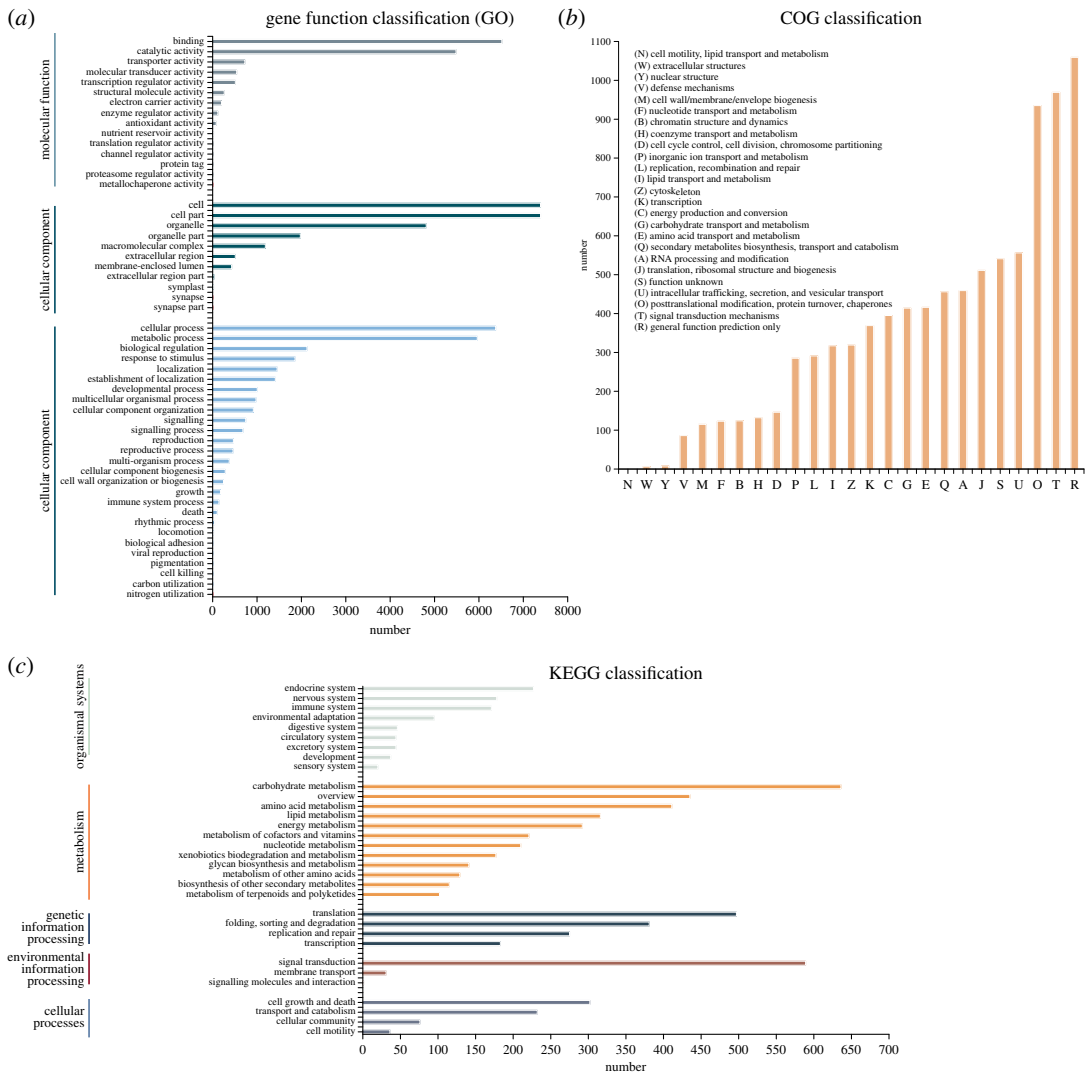 (a)
gene function classification (GO)
molecular function
binding
catalytic activity
transporter activity
molecular transducer activity
transcription regulator activity
structural molecule activity
electron carrier activity
enzyme regulator activity
antioxidant activity
nutrient reservoir activity
translation regulator activity
channel regulator activity
protein tag
proteasome regulator activity
metallochaperone activity
cellular component
cell
cell part
organelle
organelle part
macromolecular complex
extracellular region
membrane-enclosed lumen
extracellular region part
symplast
synapse
synapse part
cellular component
cellular process
metabolic process
biological regulation
response to stimulus
localization
establishment of localization
developmental process
multicellular organismal process
cellular component organization
signalling
signalling process
reproduction
reproductive process
multi-organism process
cellular component biogenesis
cell wall organization or biogenesis
growth
immune system process
death
rhythmic process
locomotion
biological adhesion
viral reproduction
pigmentation
cell killing
carbon utilization
nitrogen utilization
0 1000 2000 3000 4000 5000 6000 7000 8000
number
(b)
COG classification
number
1100
1000
900
800
700
600
500
400
300
200
100
0
(N) cell motility, lipid transport and metabolism
(W) extracellular structures
(Y) nuclear structure
(V) defense mechanisms
(M) cell wall/membrane/envelope biogenesis
(F) nucleotide transport and metabolism
(B) chromatin structure and dynamics
(H) coenzyme transport and metabolism
(D) cell cycle control, cell division, chromosome partitioning
(P) inorganic ion transport and metabolism
(L) replication, recombination and repair
(I) lipid transport and metabolism
(Z) cytoskeleton
(K) transcription
(C) energy production and conversion
(G) carbohydrate transport and metabolism
(E) amino acid transport and metabolism
(Q) secondary metabolites biosynthesis, transport and catabolism
(A) RNA processing and modification
(J) translation, ribosomal structure and biogenesis
(S) function unknown
(U) intracellular trafficking, secretion, and vesicular transport
(O) posttranslational modification, protein turnover, chaperones
(T) signal transduction mechanisms
(R) general function prediction only
N W Y V M F B H D P L I Z K C G E Q A J S U O T R
(c)
KEGG classification
organismal systems
endocrine system
nervous system
immune system
environmental adaptation
digestive system
circulatory system
excretory system
development
sensory system
metabolism
carbohydrate metabolism
overview
amino acid metabolism
lipid metabolism
energy metabolism
metabolism of cofactors and vitamins
nucleotide metabolism
xenobiotics biodegradation and metabolism
glycan biosynthesis and metabolism
metabolism of other amino acids
biosynthesis of other secondary metabolites
metabolism of terpenoids and polyketides
genetic
information
processing
translation
folding, sorting and degradation
replication and repair
transcription
environmental
information
processing
signal transduction
membrane transport
signalling molecules and interaction
cellular
processes
cell growth and death
transport and catabolism
cellular community
cell motility
0 50 100 150 200 250 300 350 400 450 500 550 600 650 700
number